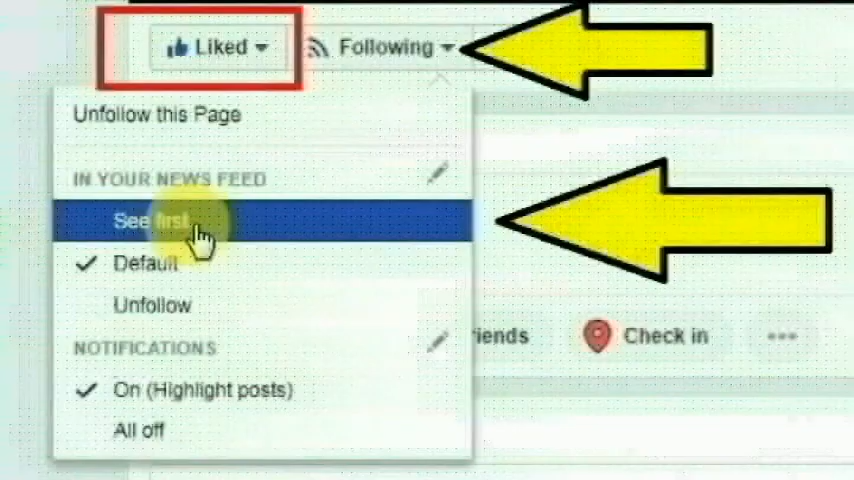 Liked Following
Unfollow this Page
IN YOUR NEWS FEED
See first
Default
Unfollow
riends Check in
NOTIFICATIONS
On (Highlight posts)
All off